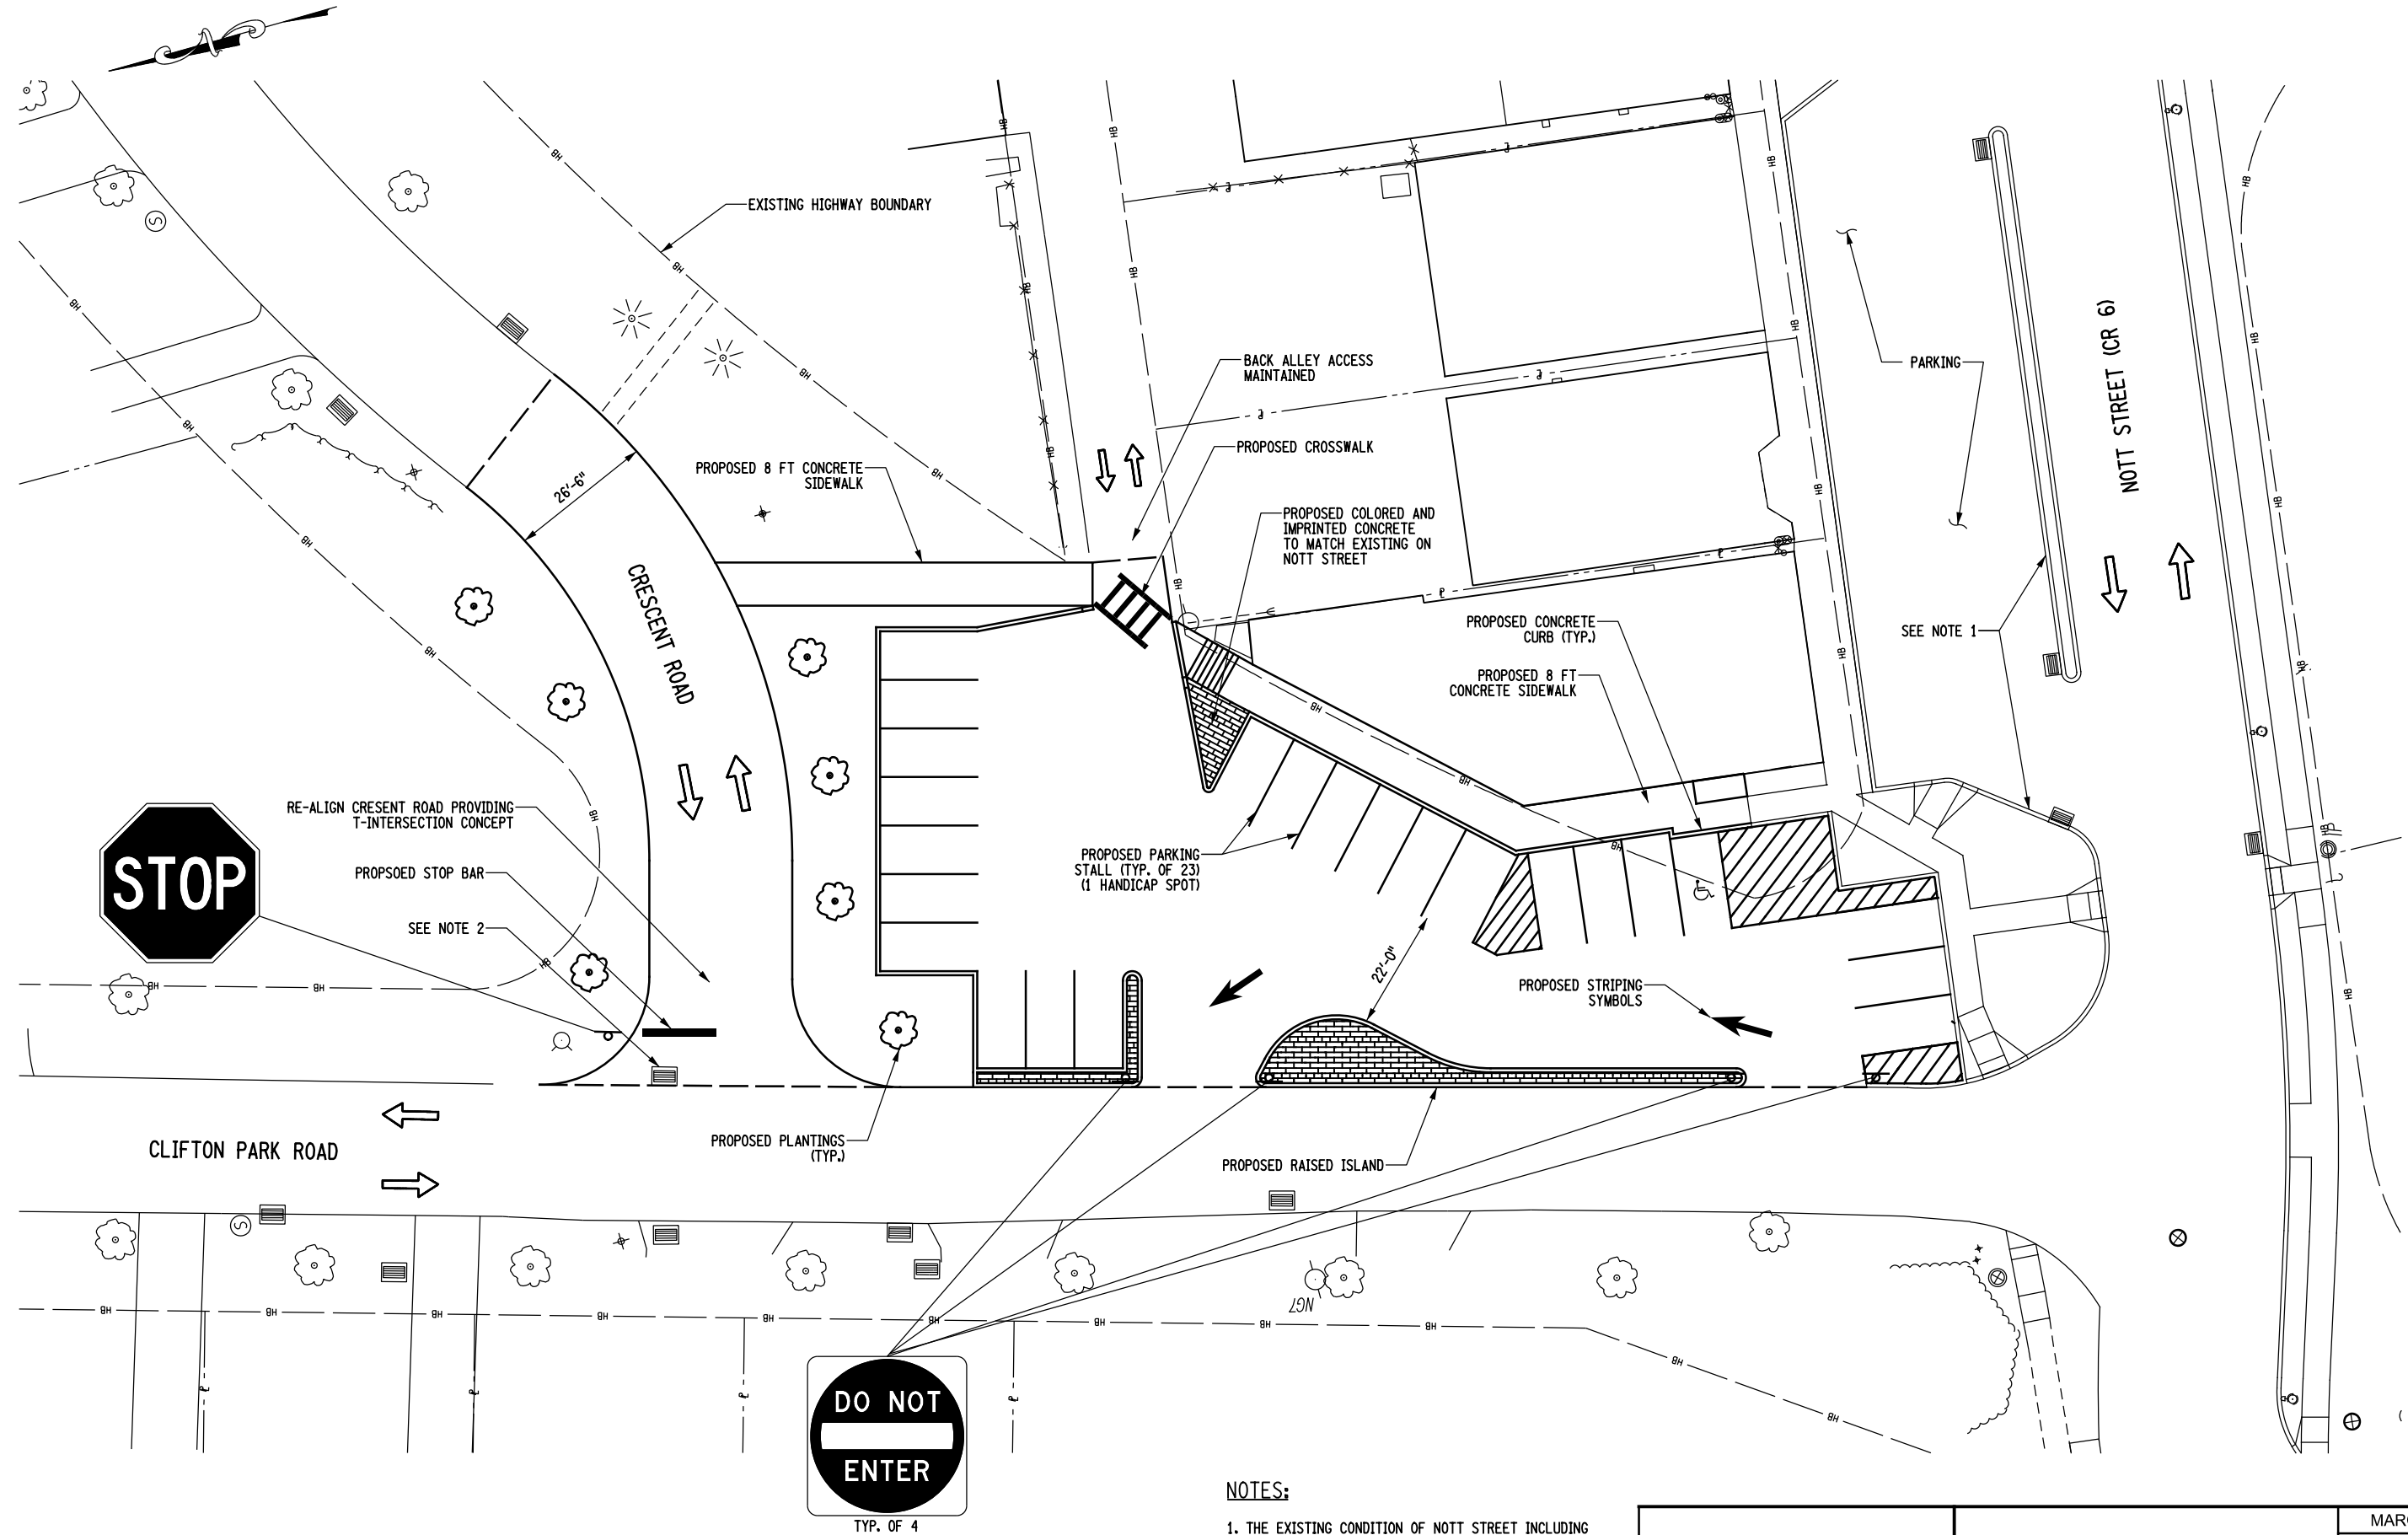 EXISTING HIGHWAY BOUNDARY
BACK ALLEY ACCESS
MAINTAINED
PARKING
NOTT STREET (CR 6)
PROPOSED CROSSWALK
PROPOSED 8 FT CONCRETE
SIDEWALK
26'-6"
PROPOSED COLORED AND
IMPRINTED CONCRETE
TO MATCH EXISTING ON
NOTT STREET
CRESCENT ROAD
PROPOSED CONCRETE
CURB (TYP.)
SEE NOTE 1
PROPOSED 8 FT
CONCRETE SIDEWALK
RE-ALIGN CRESENT ROAD PROVIDING
T-INTERSECTION CONCEPT
STOP
PROPSOED STOP BAR
PROPOSED PARKING
STALL (TYP. OF 23)
(1 HANDICAP SPOT)
SEE NOTE 2
22'-0"
PROPOSED STRIPING
SYMBOLS
CLIFTON PARK ROAD
PROPOSED PLANTINGS
(TYP.)
PROPOSED RAISED ISLAND
NG7
DO NOT
ENTER
TYP. OF 4
NOTES:
1. THE EXISTING CONDITION OF NOTT STREET INCLUDING